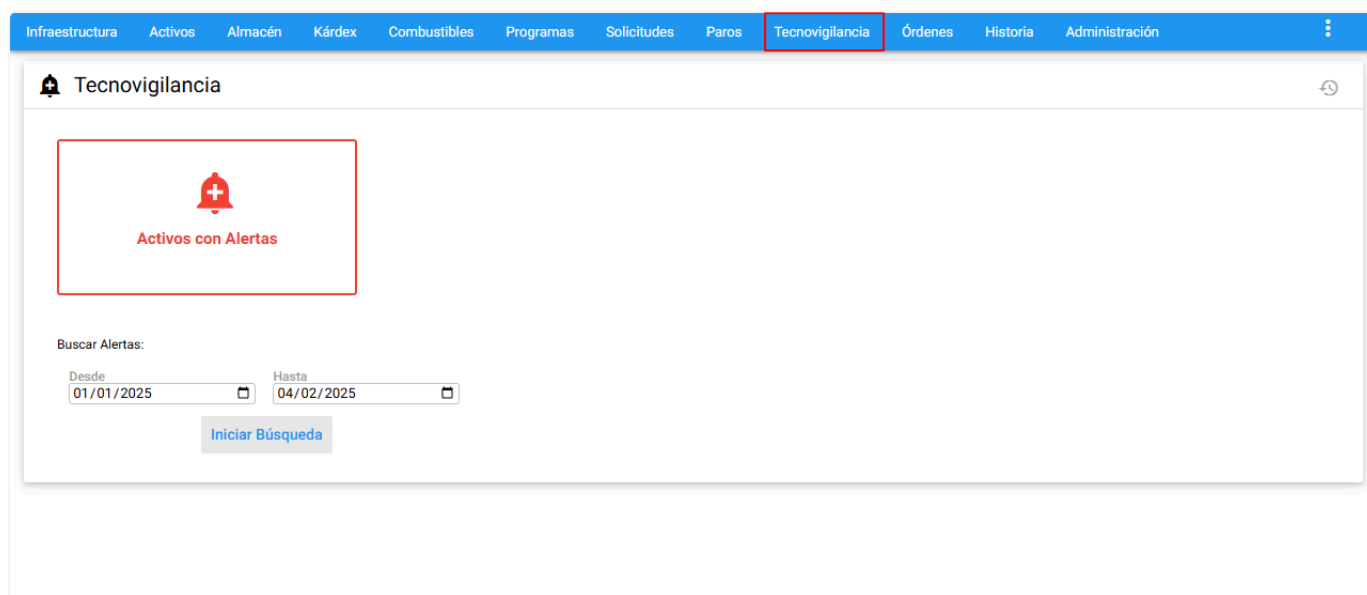 Infraestructura Activos Almacén Kárdex Combustibles Programas Solicitudes Paros Tecnovigilancia Órdenes Historia Administración
Tecnovigilancia
Activos con Alertas
Buscar Alertas:
Desde Hasta
01/01/2025 04/02/2025
Iniciar Búsqueda